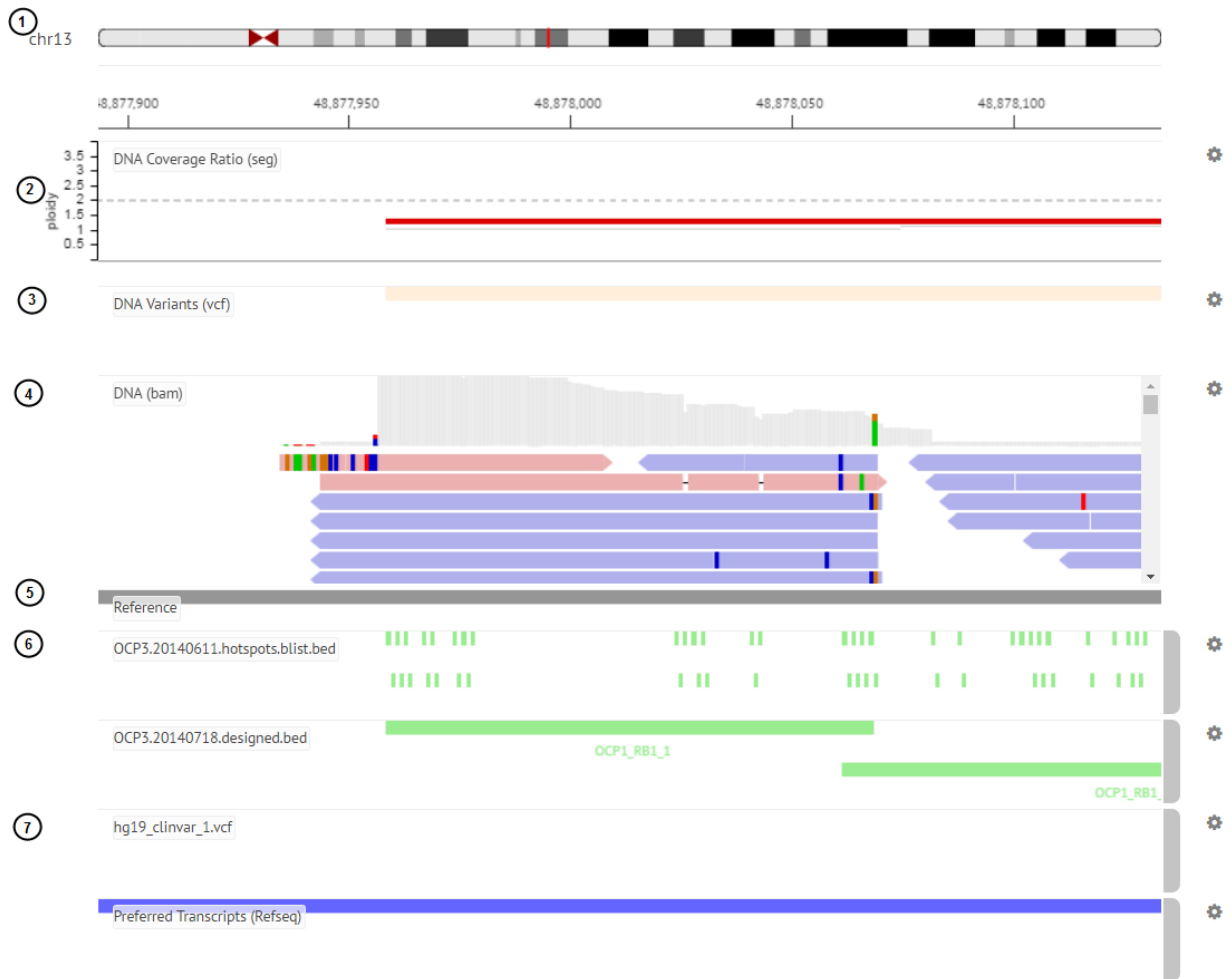 1
chr13
48,877,900 48,877,950 48,878,000 48,878,050 48,878,100
DNA Coverage Ratio (seg)
3.5
3
2.5
2
1.5
1
0.5
ploidy
2
3
DNA Variants (vcf)
4
DNA (bam)
5
Reference
6
OCP3.20140611.hotspots.blist.bed
OCP3.20140718.designed.bed
OCP1_RB1_1
OCP1_RB1_
7
hg19_clinvar_1.vcf
Preferred Transcripts (Refseq)